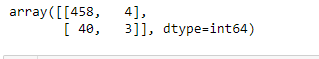 array([[458,   4],
       [ 40,   3]], dtype=int64)